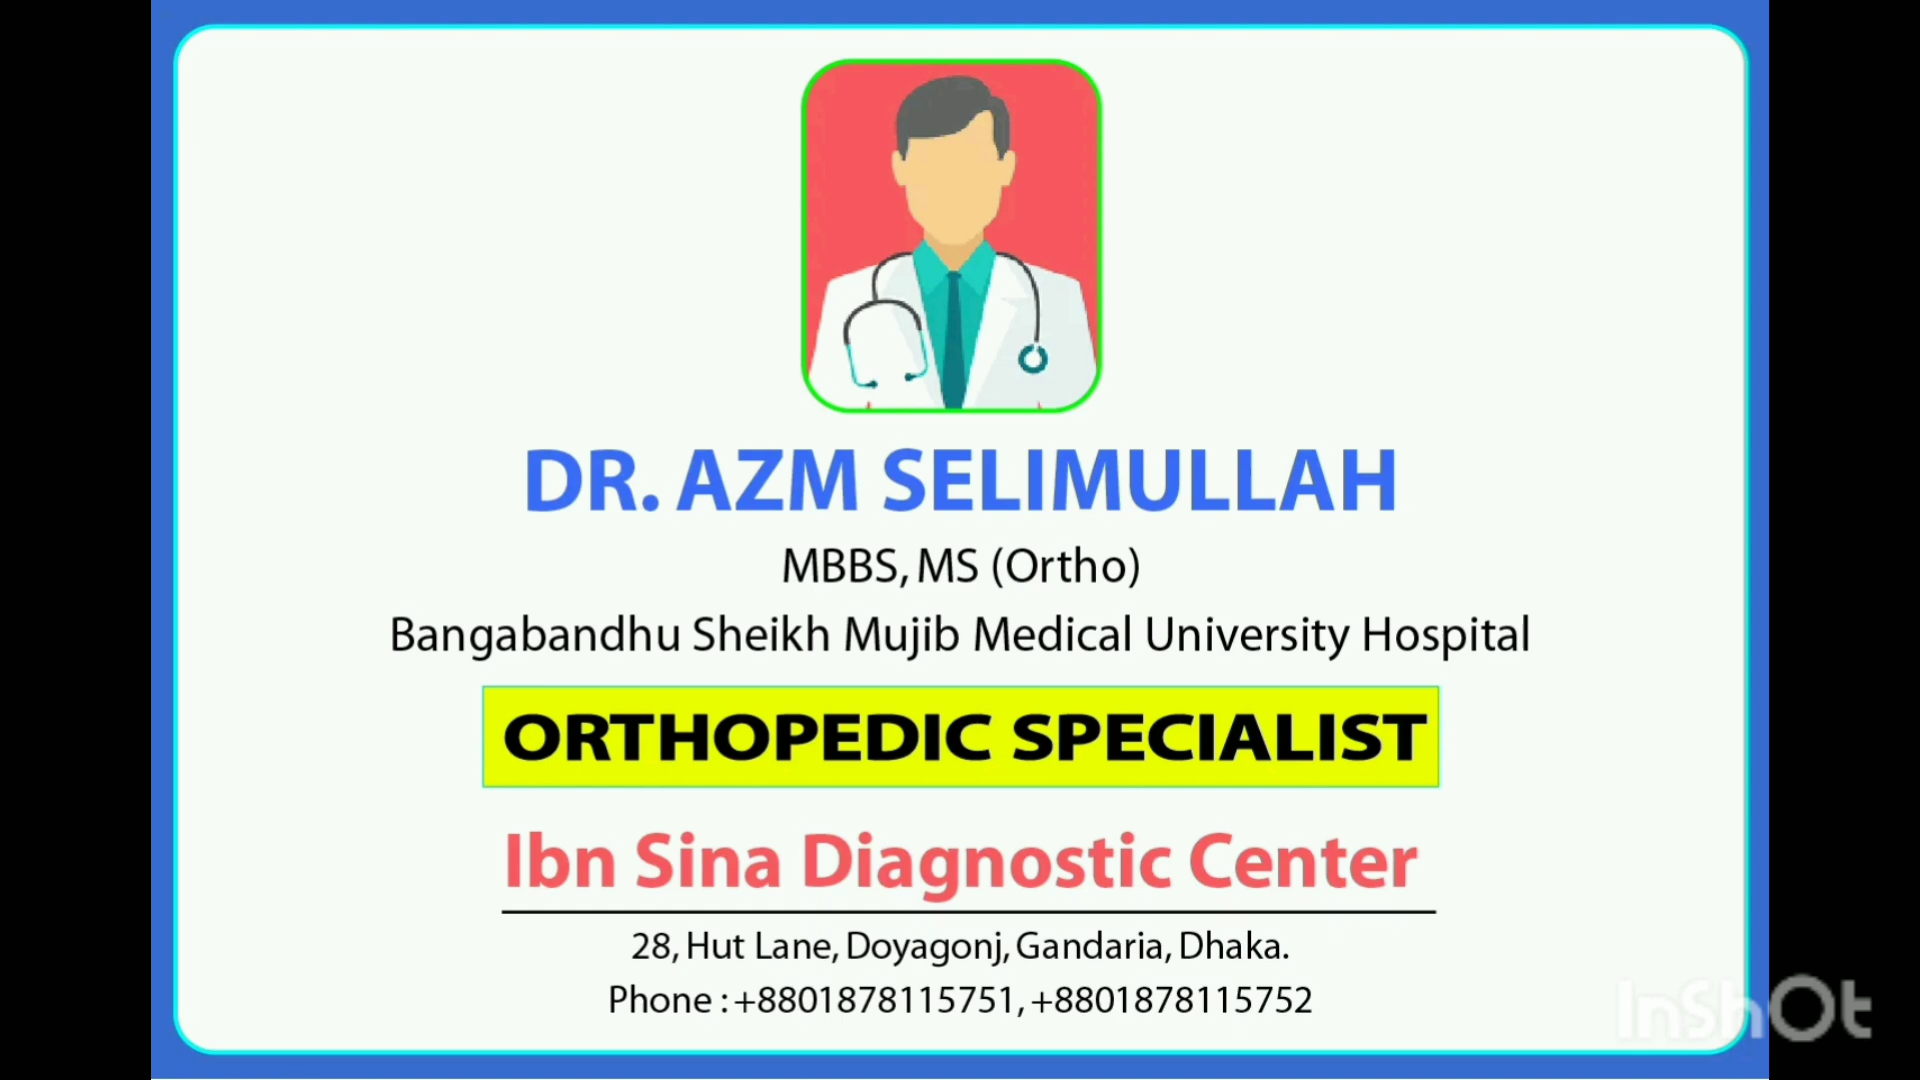 DR. AZM SELIMULLAH
MBBS, MS (Ortho)
Bangabandhu Sheikh Mujib Medical University Hospital
ORTHOPEDIC SPECIALIST
Ibn Sina Diagnostic Center
28, Hut Lane, Doyagonj, Gandaria, Dhaka.
Phone : +8801878115751, +8801878115752
InShOt